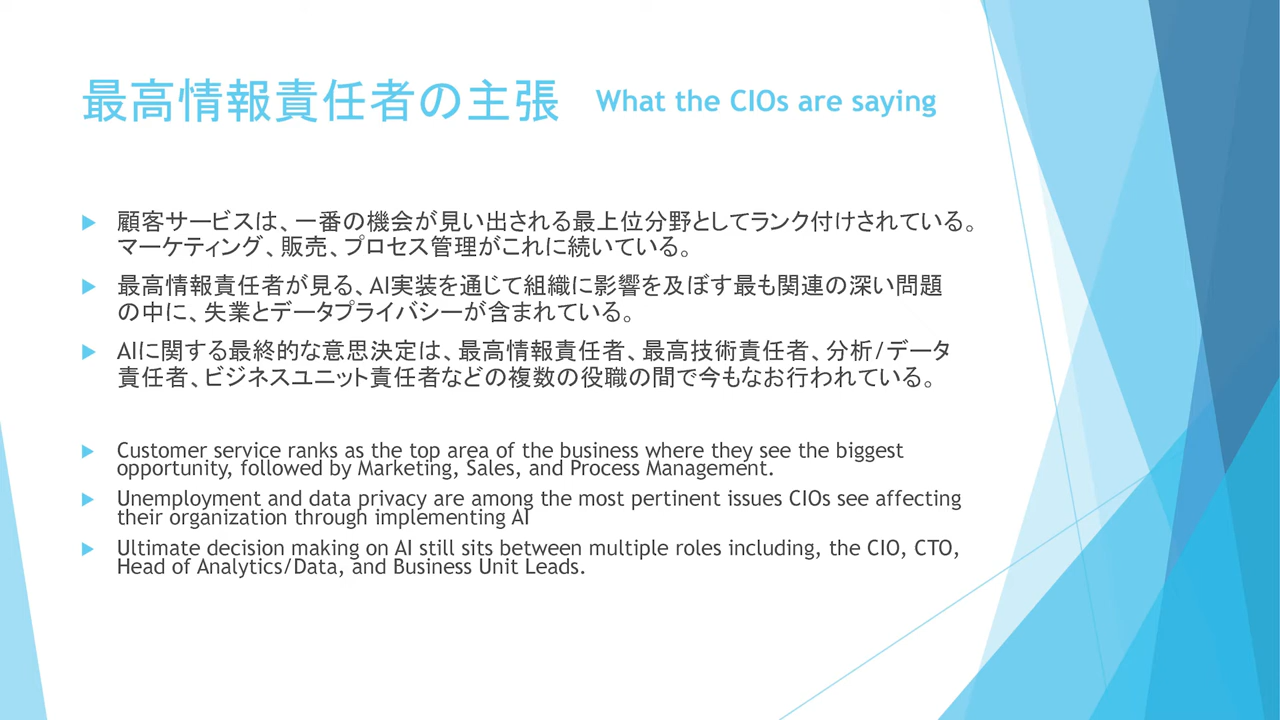 最高情報責任者の主張 What the CIOs are saying
顧客サービスは、一番の機会が見い出される最上位分野としてランク付けされている。
マーケティング、販売、プロセス管理がこれに続いている。
最高情報責任者が見る、AI実装を通じて組織に影響を及ぼす最も関連の深い問題
の中に、失業とデータプライバシーが含まれている。
AIに関する最終的な意思決定は、最高情報責任者、最高技術責任者、分析/データ
責任者、ビジネスユニット責任者などの複数の役職の間で今もなお行われている。
Customer service ranks as the top area of the business where they see the biggest
opportunity, followed by Marketing, Sales, and Process Management.
Unemployment and data privacy are among the most pertinent issues CIOs see affecting
their organization through implementing AI
Ultimate decision making on AI still sits between multiple roles including, the CIO, CTO,
Head of Analytics/Data, and Business Unit Leads.